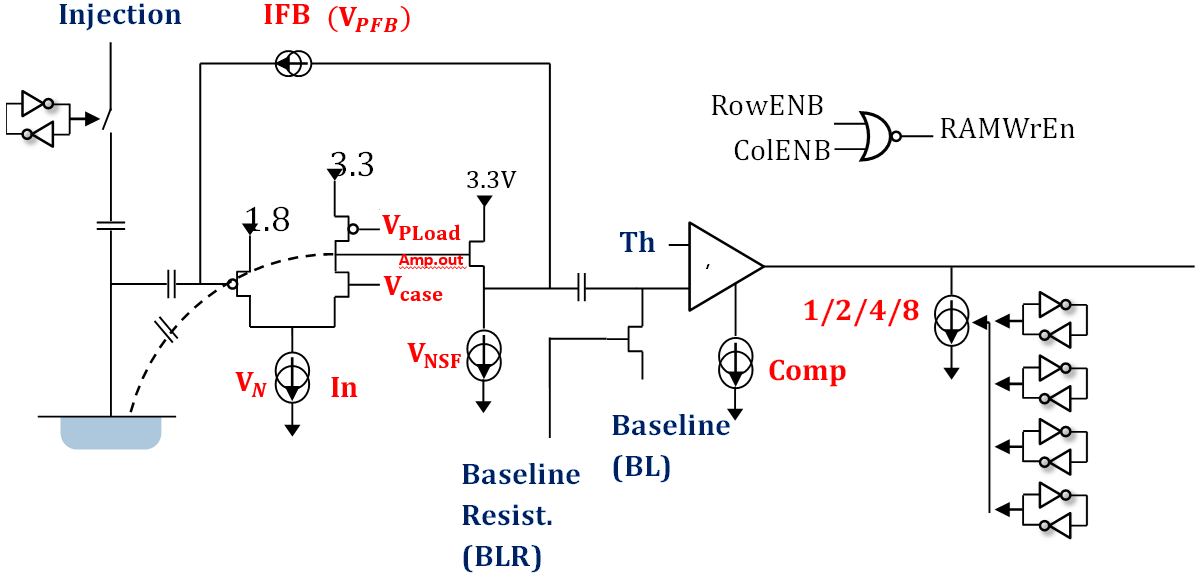 Injection
IFB (V_PFB)
RowENB
ColENB
RAMWrEn
3.3
3.3V
1.8
V_PLoad
Amp.out
V_case
Th
,
1/2/4/8
V_N
In
V_NSF
Comp
Baseline
(BL)
Baseline
Resist.
(BLR)